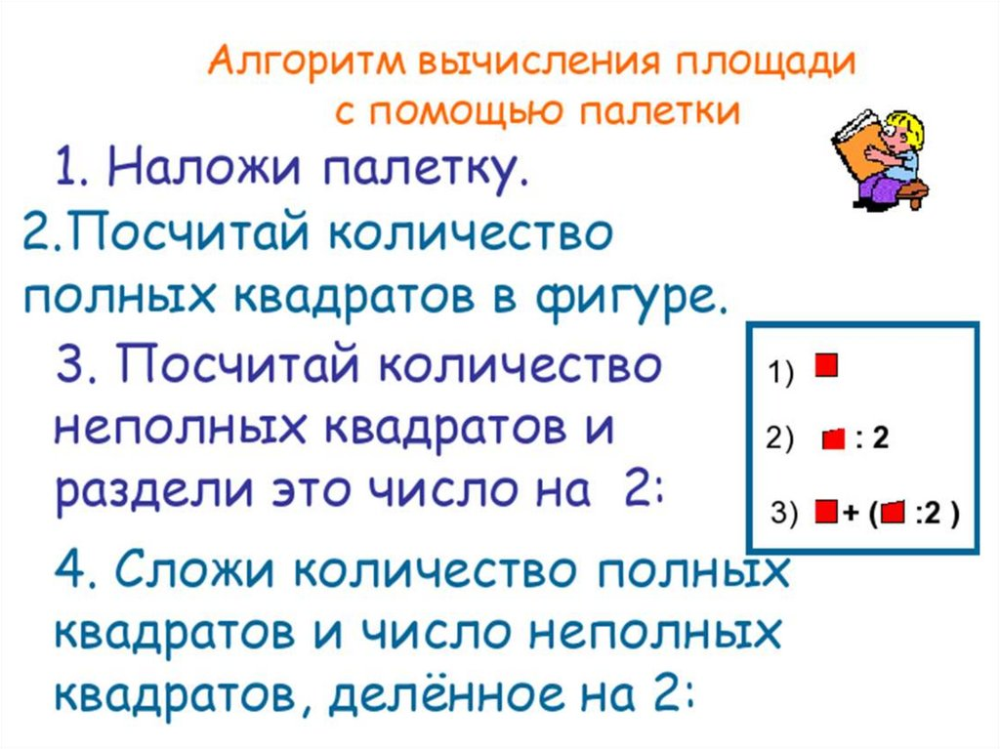 Алгоритм вычисления площади
с помощью палетки
1. Наложи палетку.
2.Посчитай количество
полных квадратов в фигуре.
3. Посчитай количество
неполных квадратов и
раздели это число на 2:
1)
2) : 2
3) + ( :2 )
4. Сложи количество полных
квадратов и число неполных
квадратов, делённое на 2: